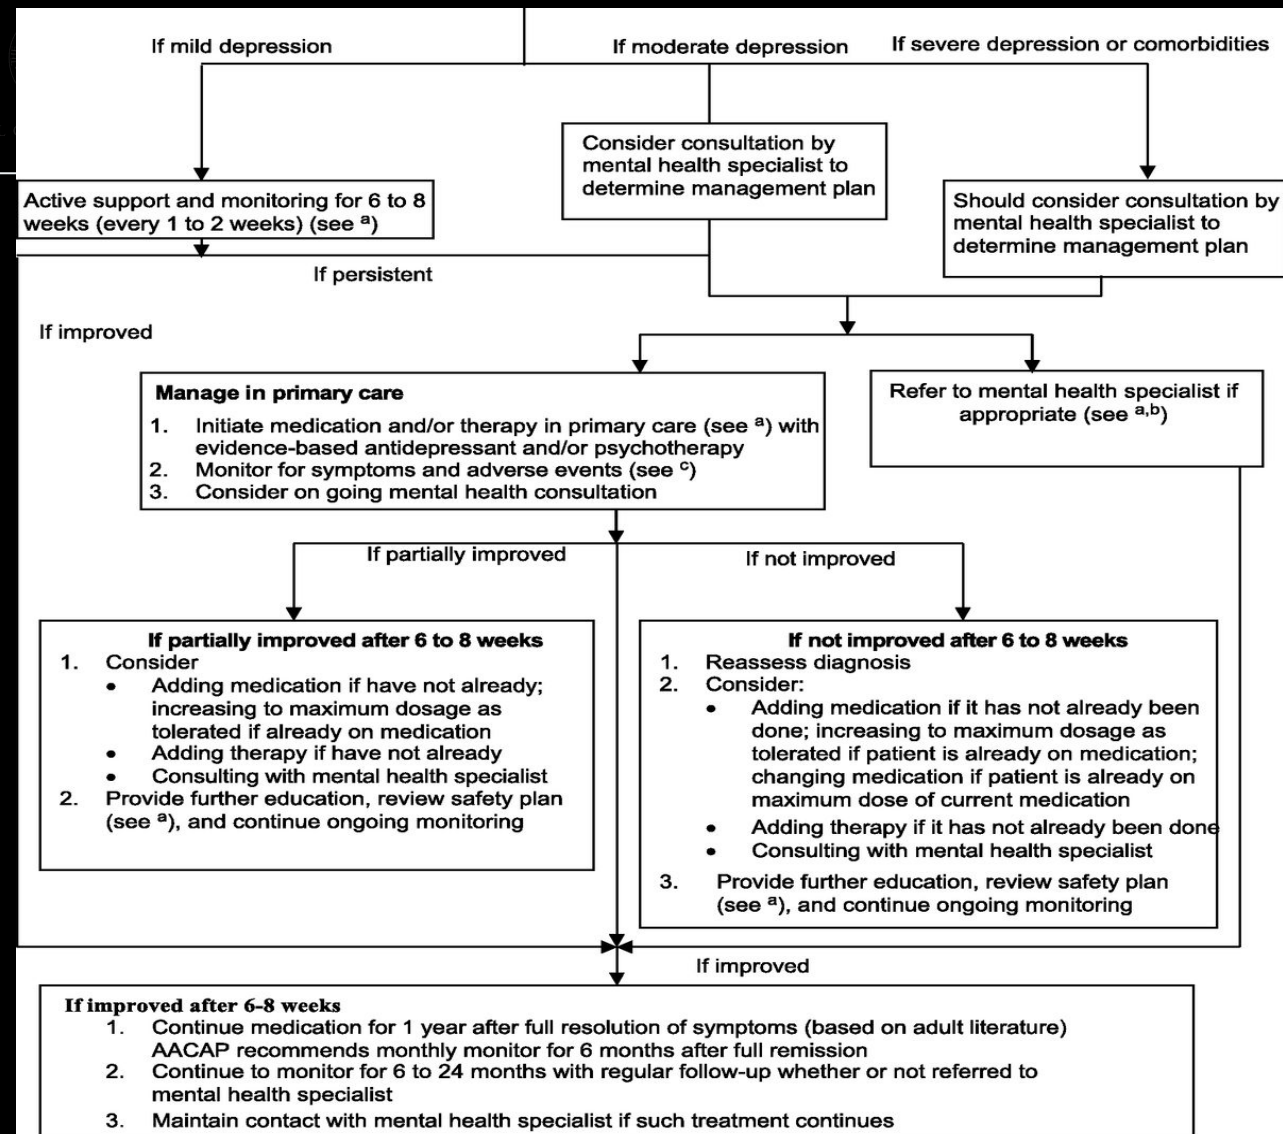 If mild depression
If moderate depression
If severe depression or comorbidities
Consider consultation by
mental health specialist to
determine management plan
Active support and monitoring for 6 to 8
weeks (every 1 to 2 weeks) (see a)
Should consider consultation by
mental health specialist to
determine management plan
If persistent
If improved
Manage in primary care
1. Initiate medication and/or therapy in primary care (see a) with
evidence-based antidepressant and/or psychotherapy
2. Monitor for symptoms and adverse events (see c)
3. Consider on going mental health consultation
Refer to mental health specialist if
appropriate (see a,b)
If partially improved
If not improved
If partially improved after 6 to 8 weeks
1. Consider
• Adding medication if have not already;
increasing to maximum dosage as
tolerated if already on medication
• Adding therapy if have not already
• Consulting with mental health specialist
2. Provide further education, review safety plan
(see a), and continue ongoing monitoring
If not improved after 6 to 8 weeks
1. Reassess diagnosis
2. Consider:
• Adding medication if it has not already been
done; increasing to maximum dosage as
tolerated if patient is already on medication;
changing medication if patient is already on
maximum dose of current medication
• Adding therapy if it has not already been done
• Consulting with mental health specialist
3. Provide further education, review safety plan
(see a), and continue ongoing monitoring
If improved
If improved after 6-8 weeks
1. Continue medication for 1 year after full resolution of symptoms (based on adult literature)
AACAP recommends monthly monitor for 6 months after full remission
2. Continue to monitor for 6 to 24 months with regular follow-up whether or not referred to
mental health specialist
3. Maintain contact with mental health specialist if such treatment continues